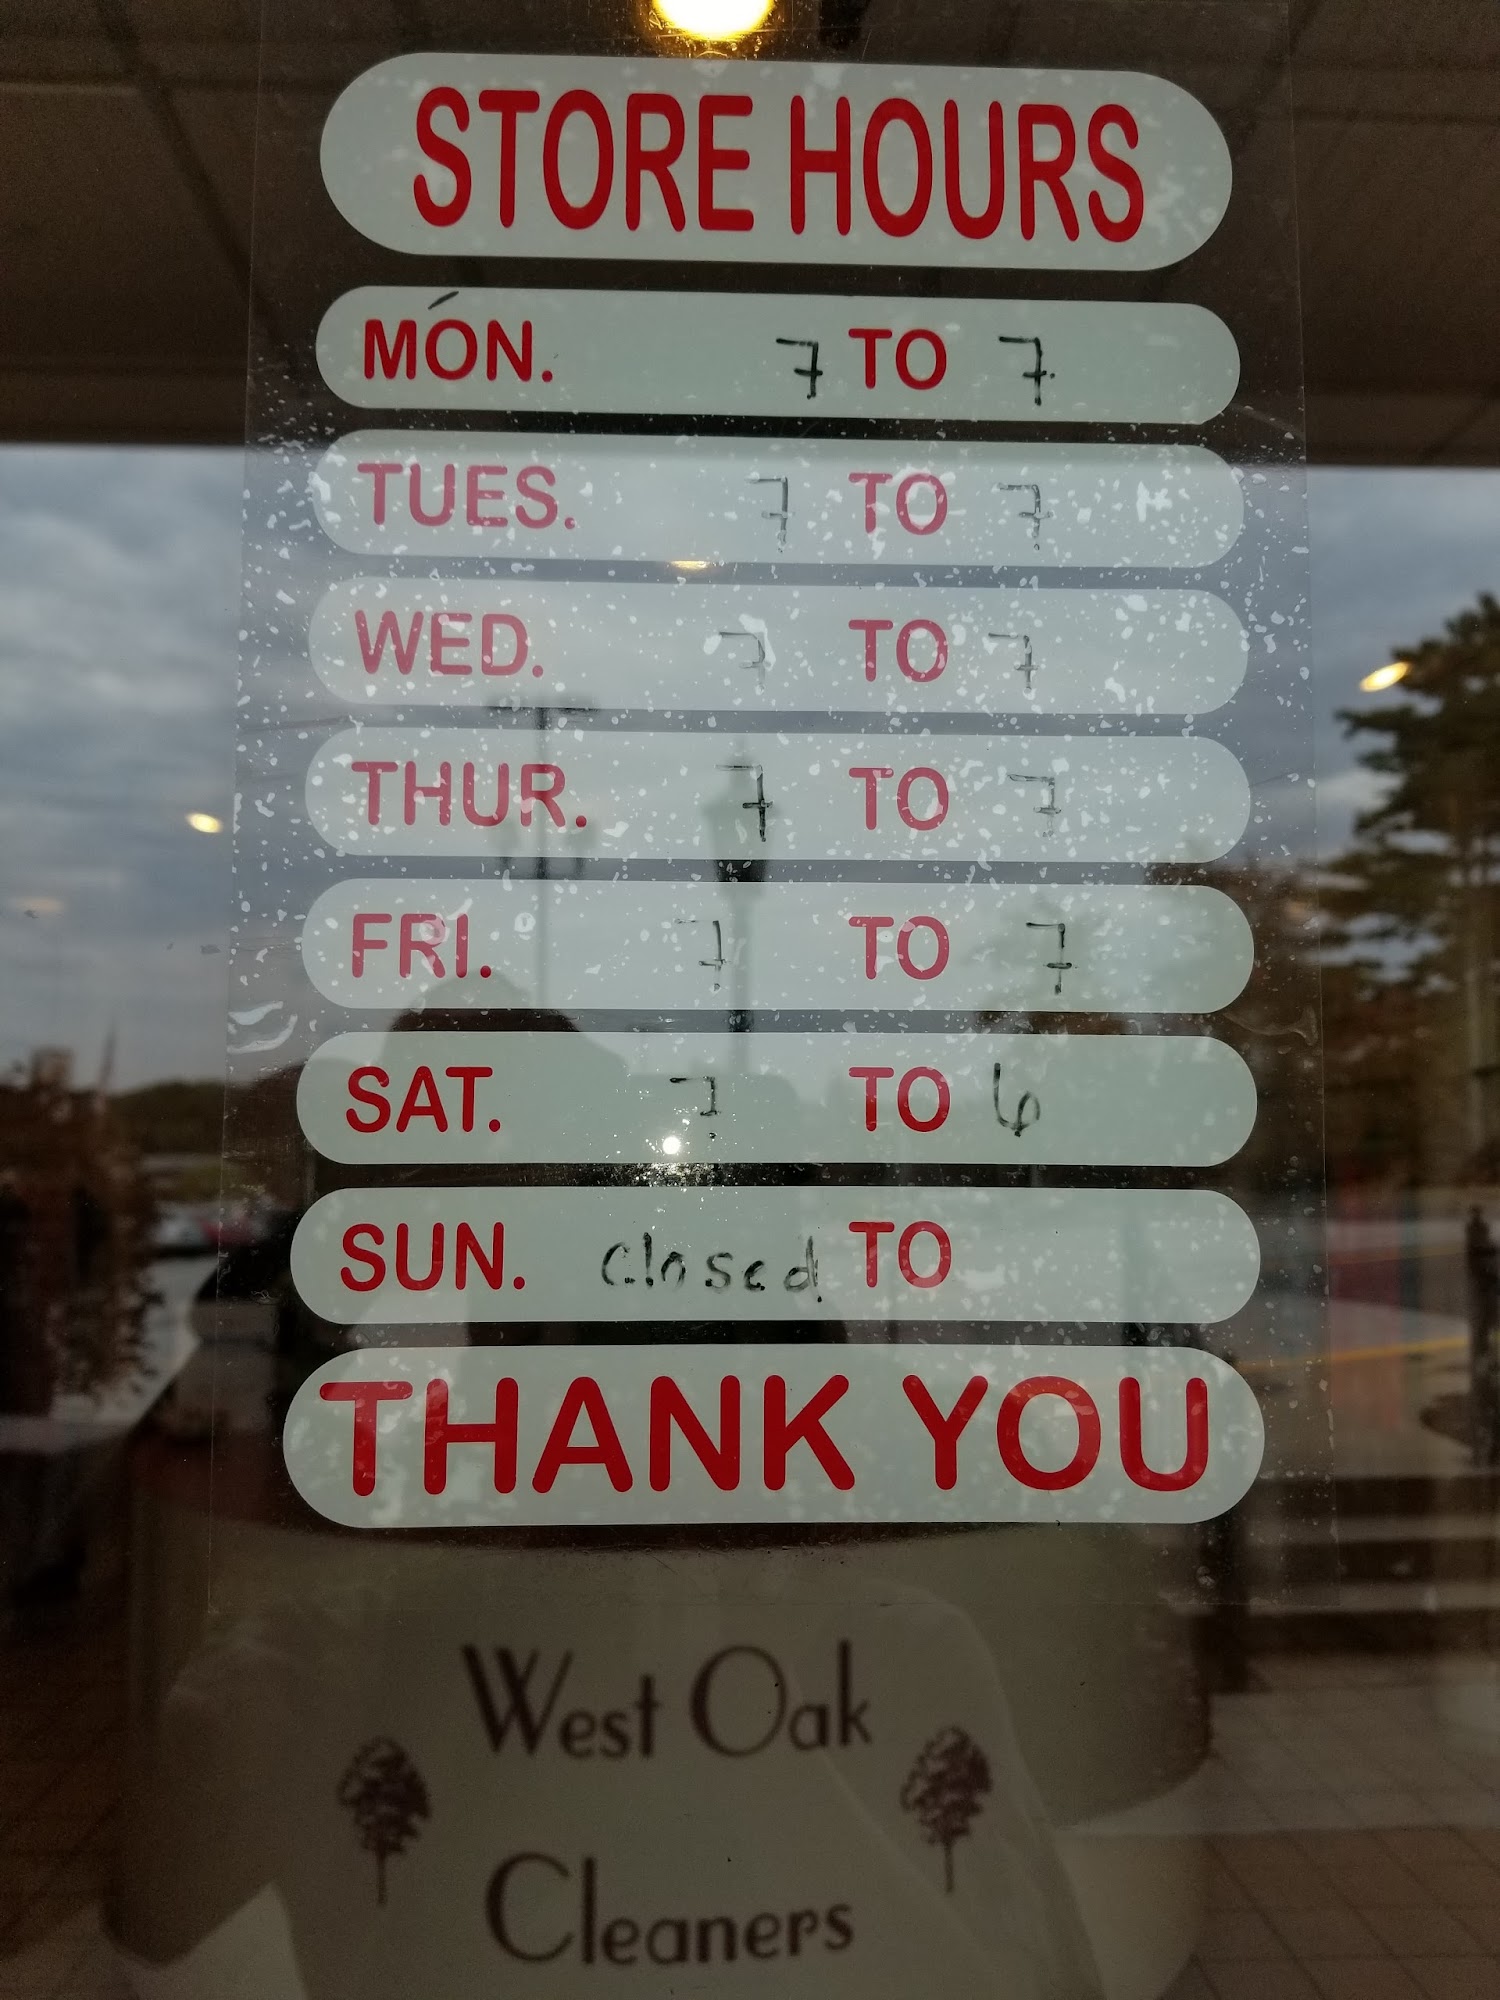 STORE HOURS
MON. 7 TO 7
TUES. 7 TO 7
WED. 7 TO 7
THUR. 7 TO 7
FRI. 7 TO 7
SAT. 7 TO 6
SUN. Closed TO
THANK YOU
West Oak
Cleaners